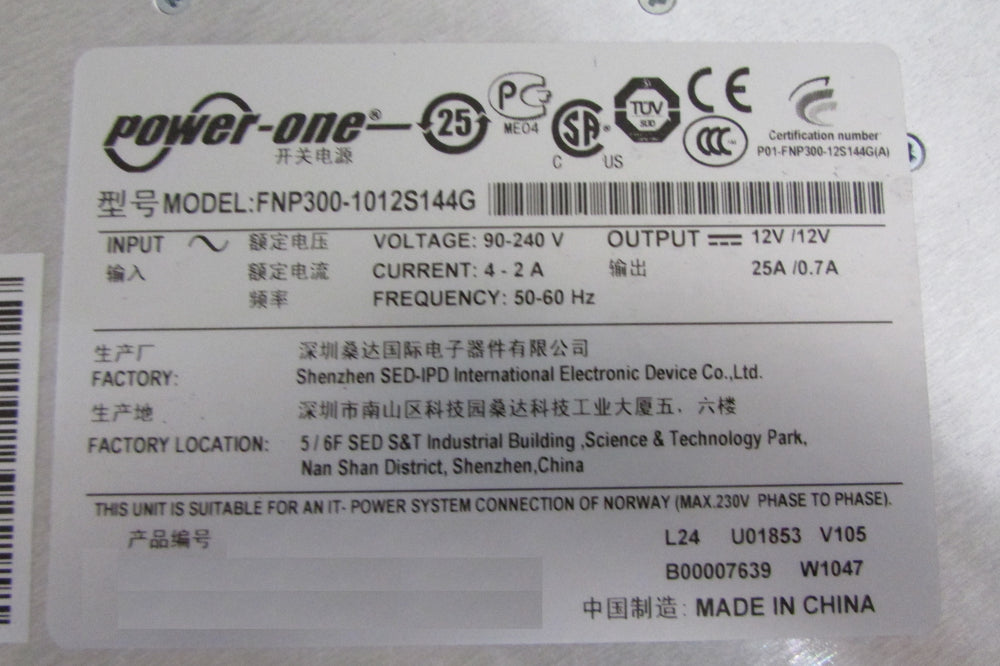 power-one®
开关电源
25
PC
ME04
SA
C US
TÜV
SÜD
CE
CCC
Certification number
P01-FNP300-12S144G(A)
型号 MODEL:FNP300-1012S144G
INPUT 额定电压 VOLTAGE: 90-240 V OUTPUT 12V /12V
输入 额定电流 CURRENT: 4 - 2 A 输出 25A /0.7A
频率 FREQUENCY: 50-60 Hz
生产厂 深圳桑达国际电子器件有限公司
FACTORY: Shenzhen SED-IPD International Electronic Device Co.,Ltd.
生产地 深圳市南山区科技园桑达科技工业大厦五、六楼
FACTORY LOCATION: 5 / 6F SED S&T Industrial Building ,Science & Technology Park,
Nan Shan District, Shenzhen,China
THIS UNIT IS SUITABLE FOR AN IT- POWER SYSTEM CONNECTION OF NORWAY (MAX.230V PHASE TO PHASE).
产品编号 L24 U01853 V105
B00007639 W1047
中国制造: MADE IN CHINA